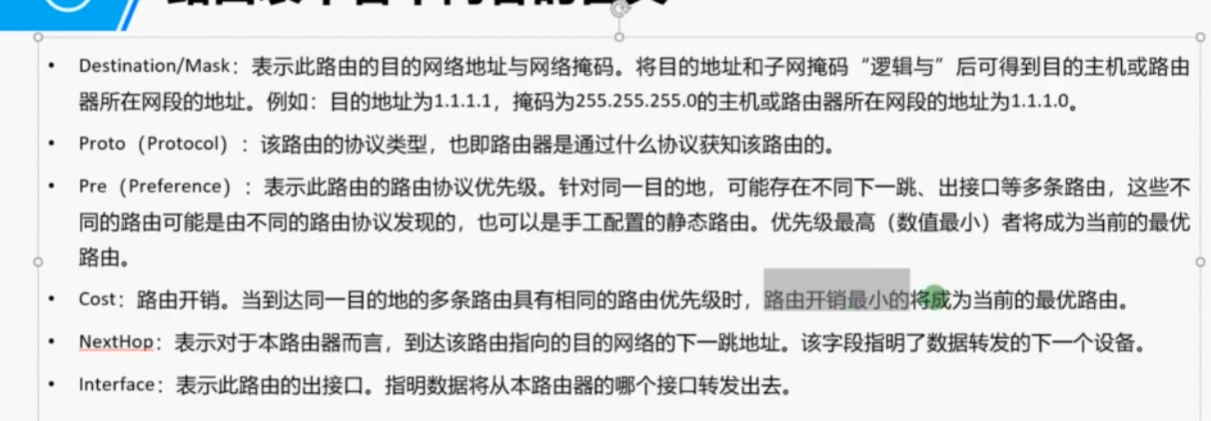 路由表中各个内容的含义
• Destination/Mask：表示此路由的目的网络地址与网络掩码。将目的地址和子网掩码“逻辑与”后可得到目的主机或路由
器所在网段的地址。例如：目的地址为1.1.1.1，掩码为255.255.255.0的主机或路由器所在网段的地址为1.1.1.0。
• Proto（Protocol）：该路由的协议类型，也即路由器是通过什么协议获知该路由的。
• Pre（Preference）：表示此路由的路由协议优先级。针对同一目的地，可能存在不同下一跳、出接口等多条路由，这些不
同的路由可能是由不同的路由协议发现的，也可以是手工配置的静态路由。优先级最高（数值最小）者将成为当前的最优
路由。
• Cost：路由开销。当到达同一目的地的多条路由具有相同的路由优先级时，路由开销最小的将成为当前的最优路由。
• NextHop：表示对于本路由器而言，到达该路由指向的目的网络的下一跳地址。该字段指明了数据转发的下一个设备。
• Interface：表示此路由的出接口。指明数据将从本路由器的哪个接口转发出去。